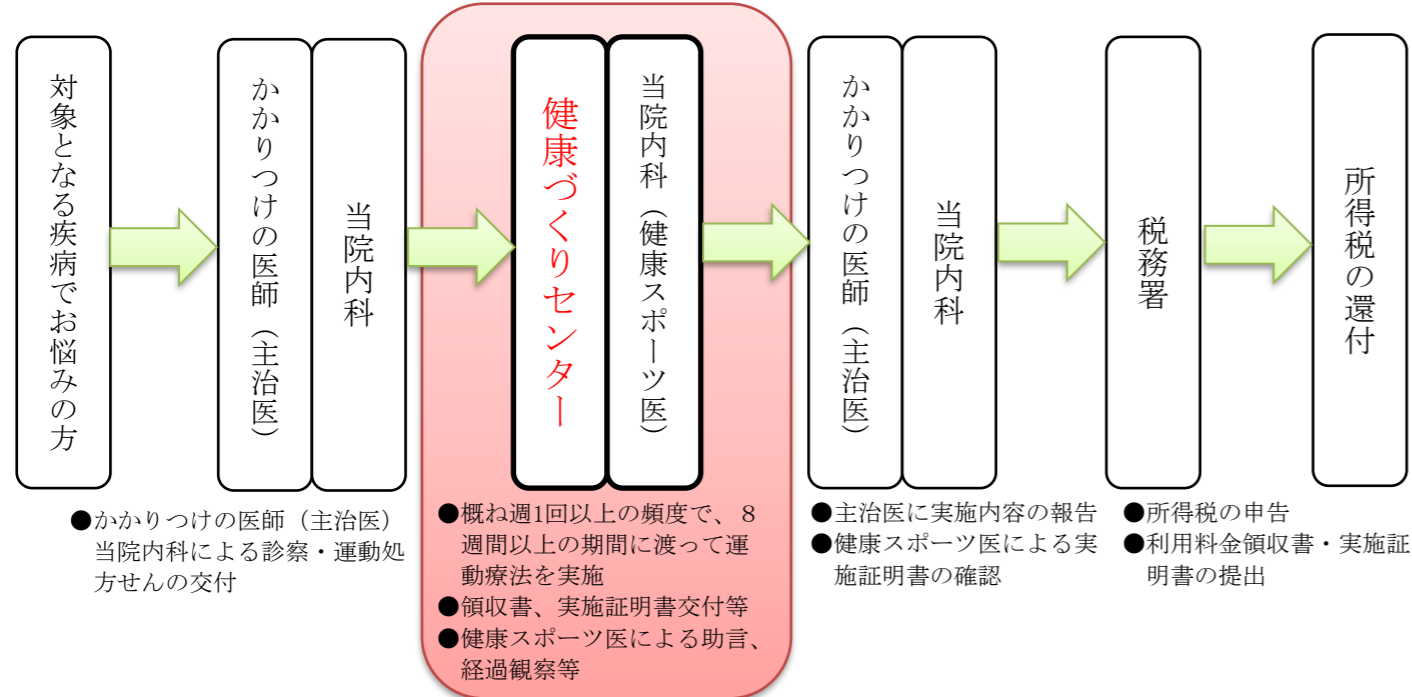 対象となる疾病でお悩みの方
かかりつけの医師（主治医）
当院内科
健康づくりセンター
当院内科（健康スポーツ医）
かかりつけの医師（主治医）
当院内科
税務署
所得税の還付
●かかりつけの医師（主治医）
当院内科による診察・運動処
方せんの交付
●概ね週1回以上の頻度で、８
週間以上の期間に渡って運
動療法を実施
●領収書、実施証明書交付等
●健康スポーツ医による助言、
経過観察等
●主治医に実施内容の報告
●健康スポーツ医による実
施証明書の確認
●所得税の申告
●利用料金領収書・実施証
明書の提出